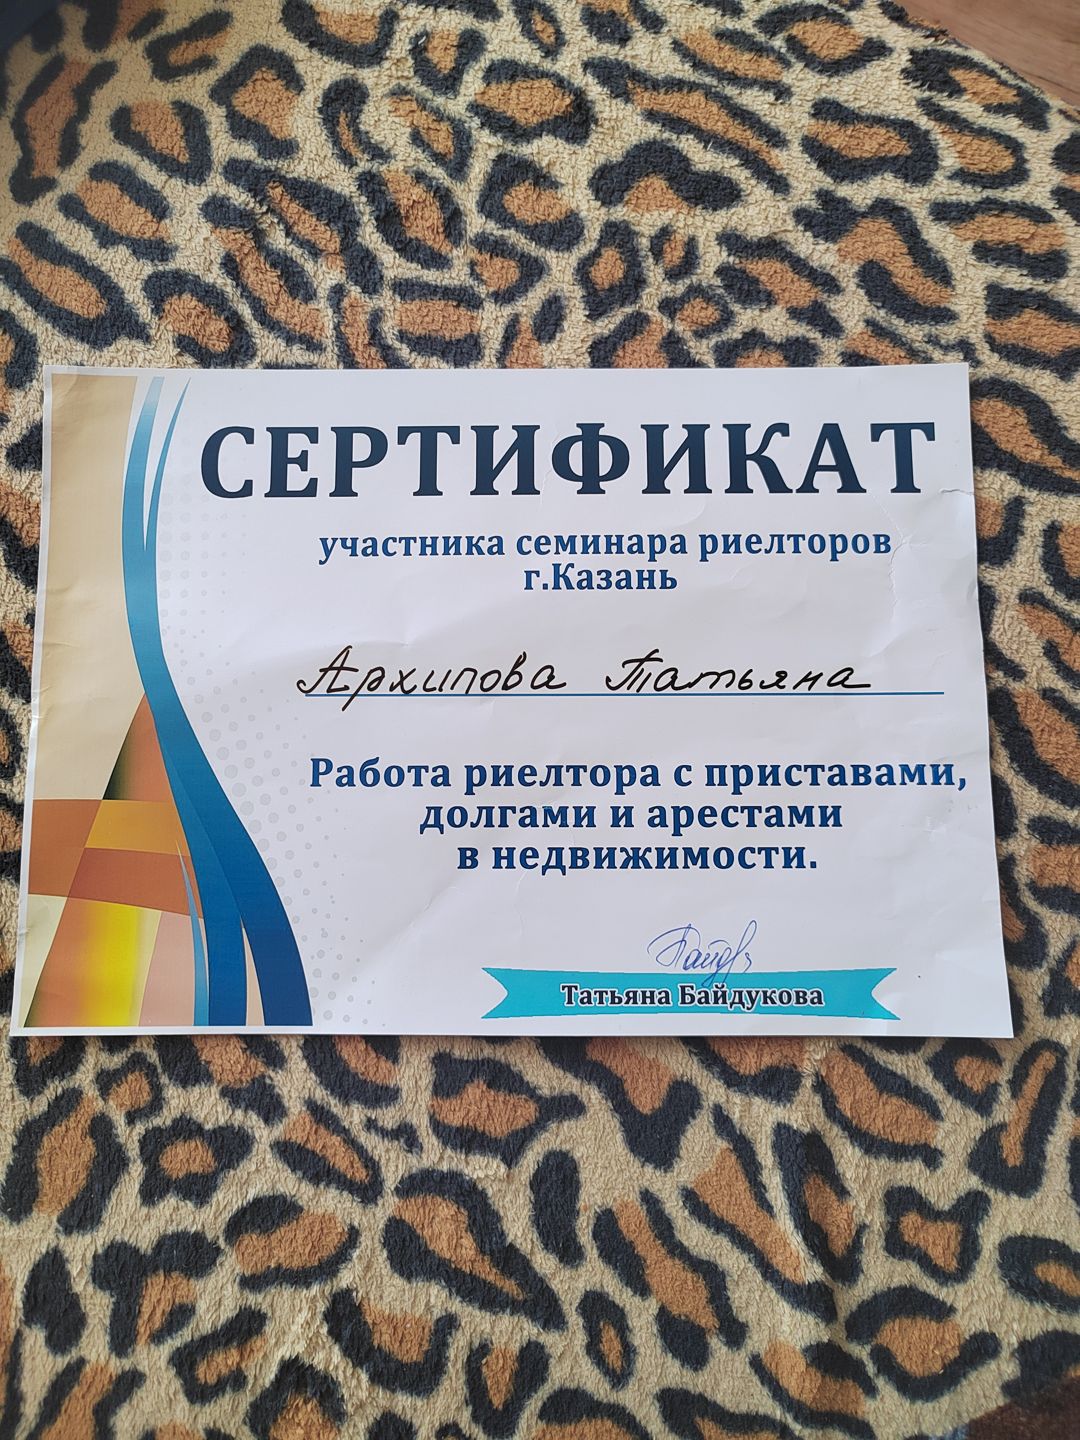 СЕРТИФИКАТ
участника семинара риелторов
г.Казань
Архипова Татьяна
Работа риелтора с приставами,
долгами и арестами
в недвижимости.
Татьяна Байдукова